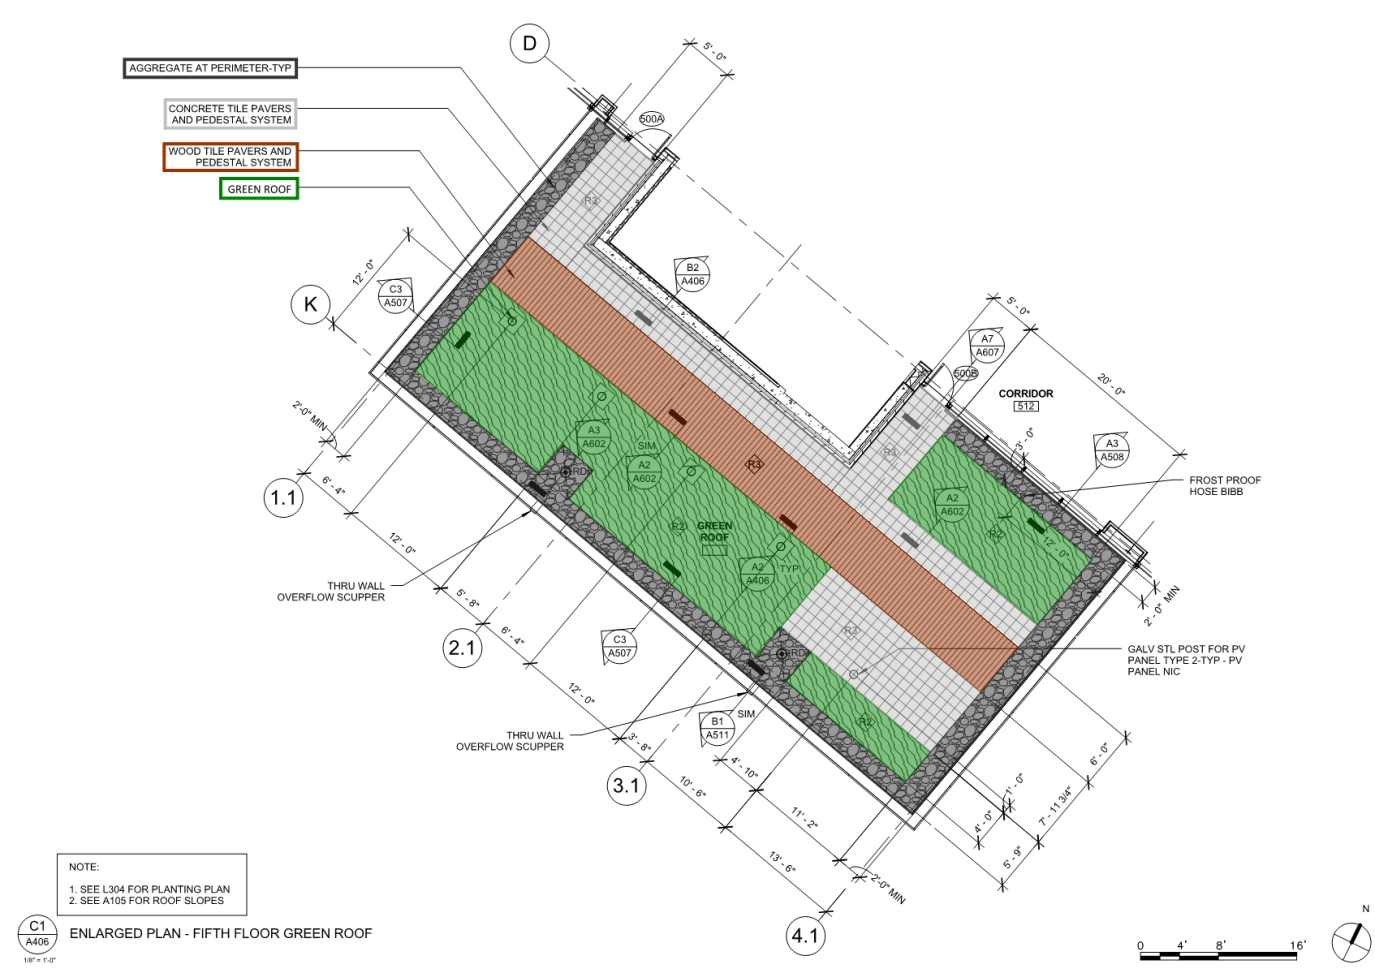 D
5' - 0"
AGGREGATE AT PERIMETER-TYP
CONCRETE TILE PAVERS
AND PEDESTAL SYSTEM
WOOD TILE PAVERS AND
PEDESTAL SYSTEM
GREEN ROOF
500A
R3
12' - 0"
C3
A507
K
B2
A406
5' - 0"
A7
A607
500B
20' - 0"
CORRIDOR
512
2'-0" MIN
A3
A602
SIM
A2
A602
R3
R3
3' - 0"
A3
A508
FROST PROOF
HOSE BIBB
1.1
6' - 4"
RD
A2
A602
R2
12' - 0"
R2
GREEN
ROOF
12' - 0"
A2
A406
TYP
THRU WALL
OVERFLOW SCUPPER
5' - 8"
2'-0" MIN
2.1
6' - 4"
C3
A507
R3
RD
GALV STL POST FOR PV
PANEL TYPE 2-TYP - PV
PANEL NIC
12' - 0"
THRU WALL
OVERFLOW SCUPPER
B1
A511
SIM
R2
3' - 8"
4' - 10"
6' - 0"
3.1
10' - 6"
11' - 2"
1' - 0"
7' - 11 3/4"
4' - 0"
5' - 9"
13' - 6"
2'-0" MIN
4.1
NOTE:
1. SEE L304 FOR PLANTING PLAN
2. SEE A105 FOR ROOF SLOPES
C1
A406
ENLARGED PLAN - FIFTH FLOOR GREEN ROOF
1/8" = 1'-0"
N
0 4' 8' 16'